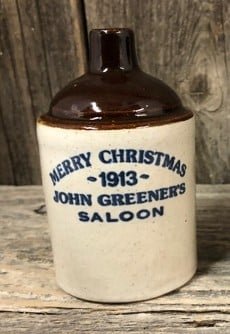 MERRY CHRISTMAS
~1913~
JOHN GREENER'S
SALOON